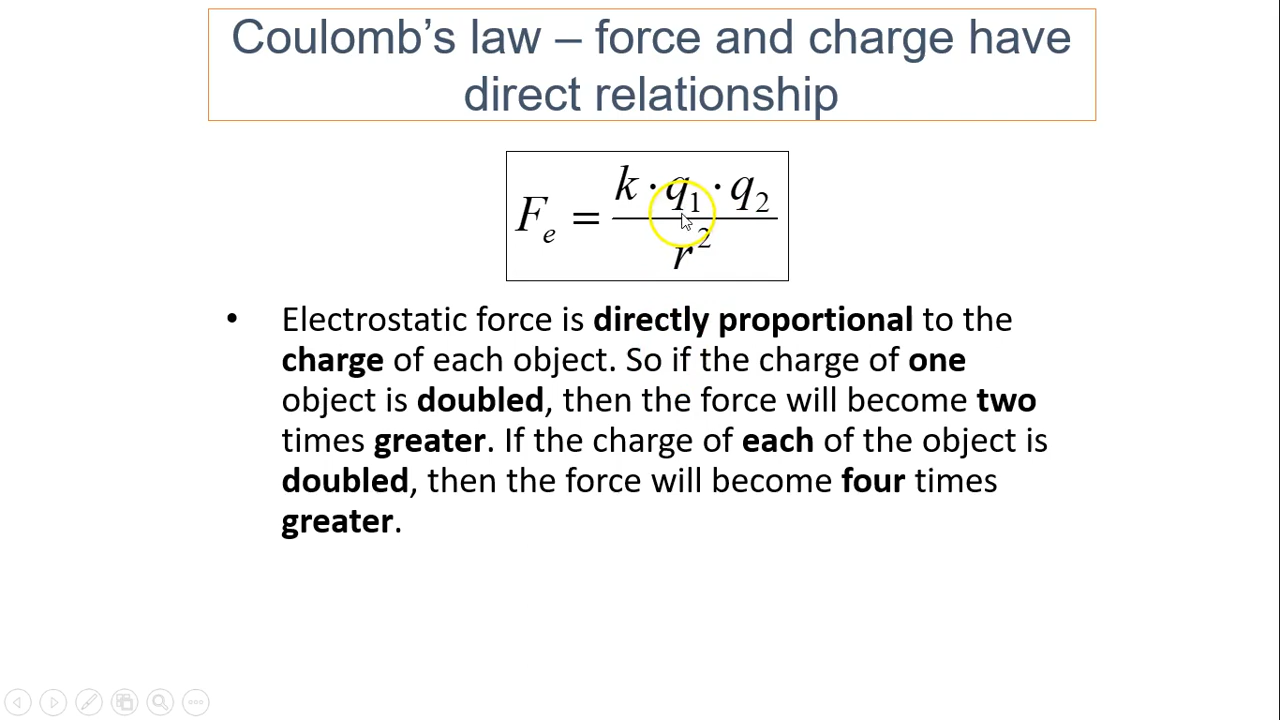 Coulomb’s law – force and charge have
direct relationship
Fₑ = (k · q₁ · q₂) / r²
• Electrostatic force is directly proportional to the
charge of each object. So if the charge of one
object is doubled, then the force will become two
times greater. If the charge of each of the object is
doubled, then the force will become four times
greater.